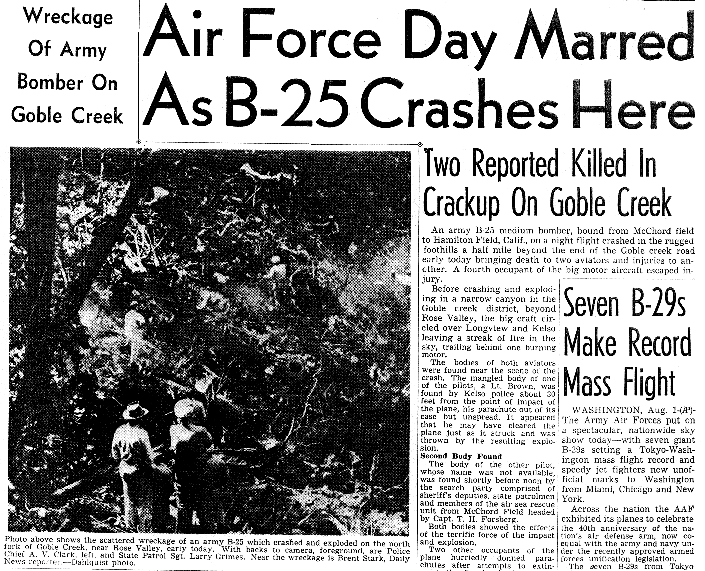 Wreckage
Of Army
Bomber On
Goble Creek
Air Force Day Marred
As B-25 Crashes Here
Two Reported Killed In
Crackup On Goble Creek
An army B-25 medium bomber, bound from McChord field
to Hamilton Field, Calif., on a night flight crashed in the rugged
foothills a half mile beyond the end of the Goble creek road
early today bringing death to two aviators and injuries to an-
other. A fourth occupant of the big motor aircraft escaped in-
jury.
Before crashing and explod-
ing in a narrow canyon in the
Goble creek district, beyond
Rose Valley, the big craft cir-
cled over Longview and Kelso
leaving a streak of fire in the
sky, trailing behind one burning
motor.
The bodies of both aviators
were found near the scene of the
crash. The mangled body of one
of the pilots, a Lt. Brown, was
found by Kelso police about 30
feet from the point of impact of
the plane, his parachute out of its
case but unspread. It appears
that he may have cleared the
plane just as it struck and was
thrown by the resulting explo-
sion.
Second Body Found
The body of the other pilot,
whose name was not available,
was found shortly before noon by
the search party comprised of
sheriff's deputies, state patrolmen
and members of the air sea rescue
unit from McChord Field headed
by Capt. T. H. Forsberg.
Both bodies showed the effects
of the terrific force of the impact
and explosion.
Two other occupants of the
plane hurriedly donned para-
chutes after attempts to extin-
Seven B-29s
Make Record
Mass Flight
WASHINGTON, Aug. 1-(AP)-
The Army Air Forces put on
a spectacular, nationwide sky
show today—with seven giant
B-29s setting a Tokyo-Wash-
ington mass flight record and
speedy jet fighters new unof-
ficial marks to Washington
from Miami, Chicago and New
York.
Across the nation the AAF
exhibited its planes to celebrate
the 40th anniversary of the na-
tion's air defense arm, now co-
equal with the army and navy un-
der the recently approved armed
forces unification legislation.
The seven B-29s from Tokyo
Photo above shows the scattered wreckage of an army B-25 which crashed and exploded on the north
fork of Goble Creek, near Rose Valley, early today. With backs to camera, foreground, are Police
Chief A. V. Clark, left, and State Patrol Sgt. Larry Grimes. Near the wreckage is Brent Stark, Daily
News reporter.—Dahlquist photo.